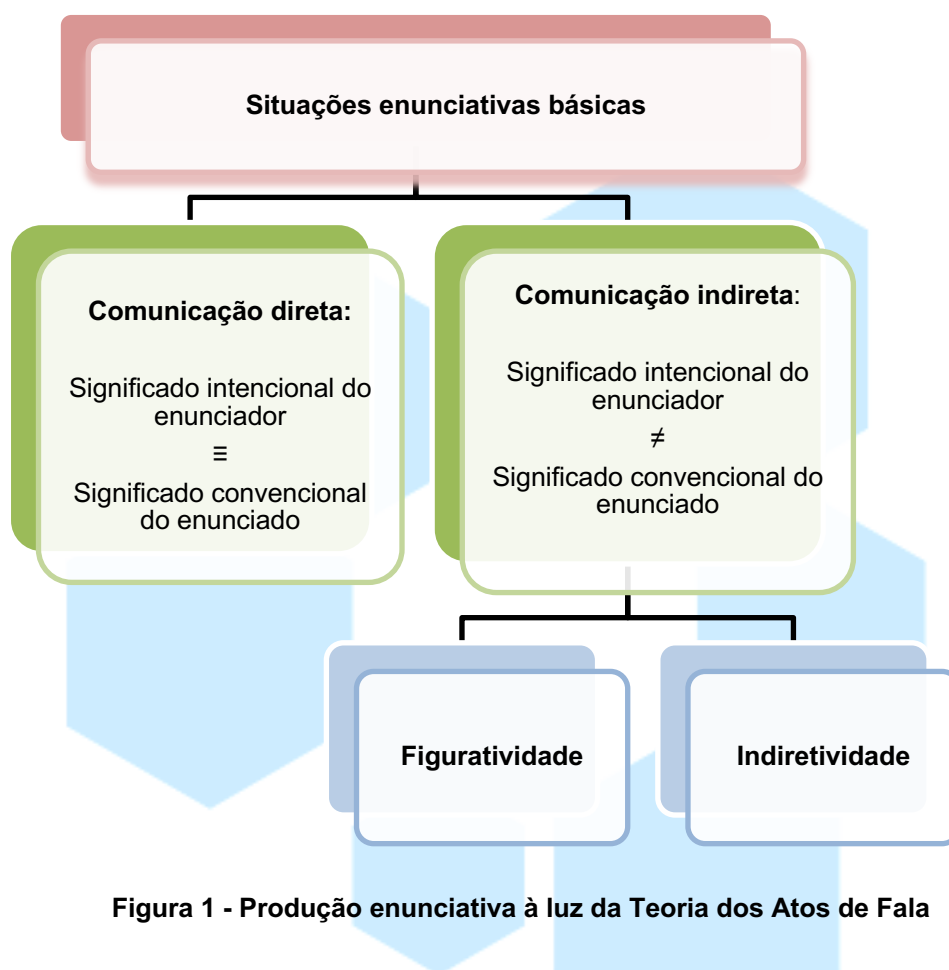 Situações enunciativas básicas
Comunicação direta:
Significado intencional do
enunciador
≡
Significado convencional
do enunciado
Comunicação indireta:
Significado intencional do
enunciador
≠
Significado convencional do
enunciado
Figuratividade
Indiretividade
Figura 1 - Produção enunciativa à luz da Teoria dos Atos de Fala